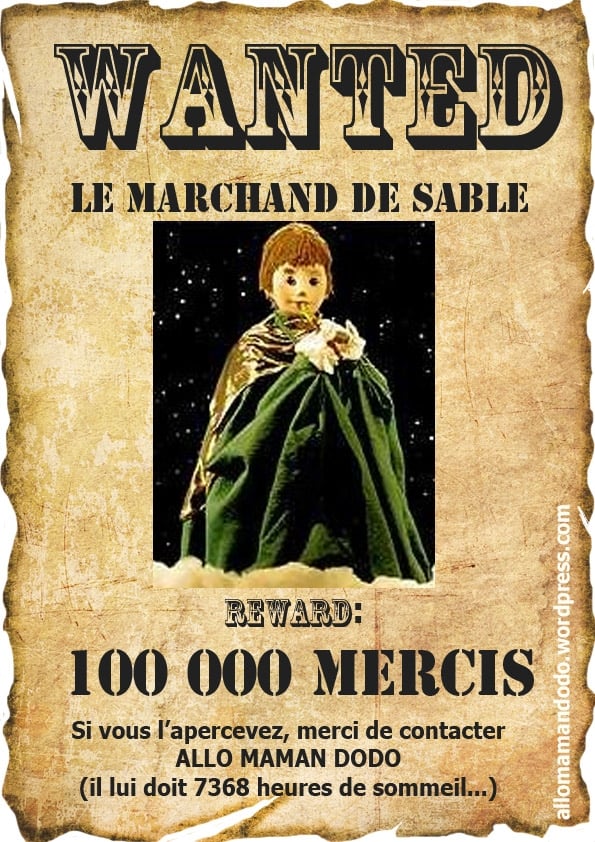 WANTED
LE MARCHAND DE SABLE
REWARD:
100 000 MERCIS
Si vous l’apercevez, merci de contacter
ALLO MAMAN DODO
(il lui doit 7368 heures de sommeil...)
allomamandodo.wordpress.com